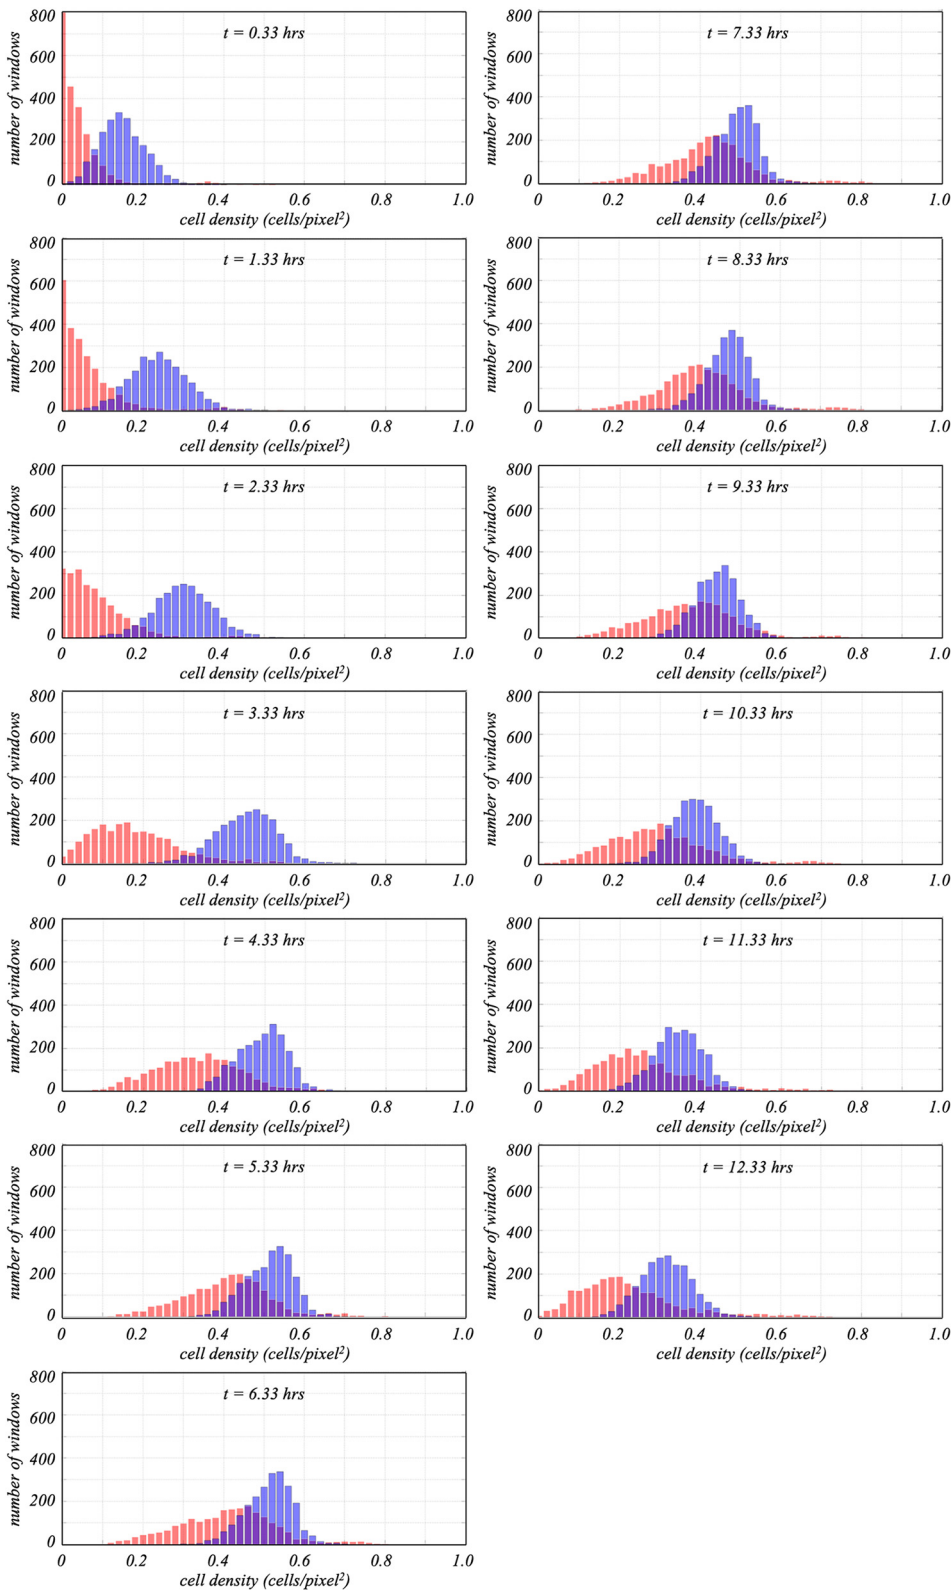 800
t = 0.33 hrs
600
400
200
0
0 0.2 0.4 0.6 0.8 1.0
number of windows
cell density (cells/pixel²)
800
t = 1.33 hrs
600
400
200
0
0 0.2 0.4 0.6 0.8 1.0
number of windows
cell density (cells/pixel²)
800
t = 2.33 hrs
600
400
200
0
0 0.2 0.4 0.6 0.8 1.0
number of windows
cell density (cells/pixel²)
800
t = 3.33 hrs
600
400
200
0
0 0.2 0.4 0.6 0.8 1.0
number of windows
cell density (cells/pixel²)
800
t = 4.33 hrs
600
400
200
0
0 0.2 0.4 0.6 0.8 1.0
number of windows
cell density (cells/pixel²)
800
t = 5.33 hrs
600
400
200
0
0 0.2 0.4 0.6 0.8 1.0
number of windows
cell density (cells/pixel²)
800
t = 6.33 hrs
600
400
200
0
0 0.2 0.4 0.6 0.8 1.0
number of windows
cell density (cells/pixel²)
800
t = 7.33 hrs
600
400
200
0
0 0.2 0.4 0.6 0.8 1.0
number of windows
cell density (cells/pixel²)
800
t = 8.33 hrs
600
400
200
0
0 0.2 0.4 0.6 0.8 1.0
number of windows
cell density (cells/pixel²)
800
t = 9.33 hrs
600
400
200
0
0 0.2 0.4 0.6 0.8 1.0
number of windows
cell density (cells/pixel²)
800
t = 10.33 hrs
600
400
200
0
0 0.2 0.4 0.6 0.8 1.0
number of windows
cell density (cells/pixel²)
800
t = 11.33 hrs
600
400
200
0
0 0.2 0.4 0.6 0.8 1.0
number of windows
cell density (cells/pixel²)
800
t = 12.33 hrs
600
400
200
0
0 0.2 0.4 0.6 0.8 1.0
number of windows
cell density (cells/pixel²)